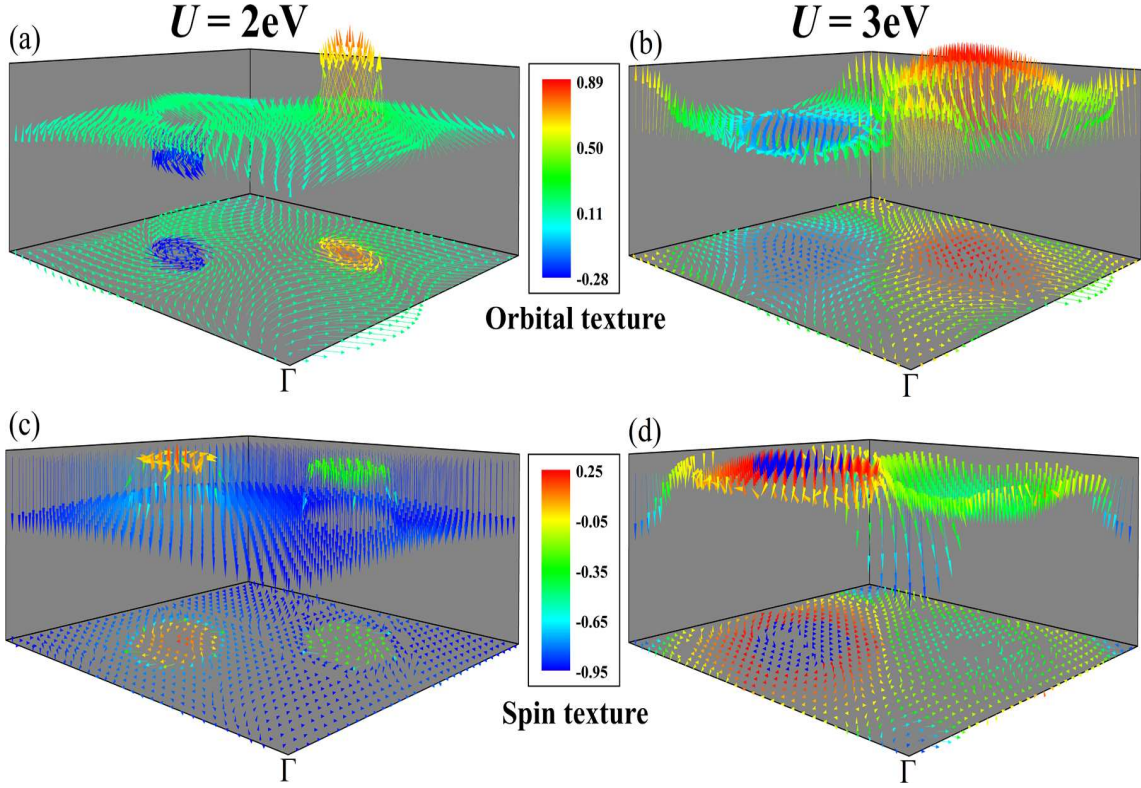 U = 2eV
U = 3eV
(a)
(b)
0.89
0.50
0.11
-0.28
Orbital texture
Γ
Γ
(c)
(d)
0.25
-0.05
-0.35
-0.65
-0.95
Spin texture
Γ
Γ